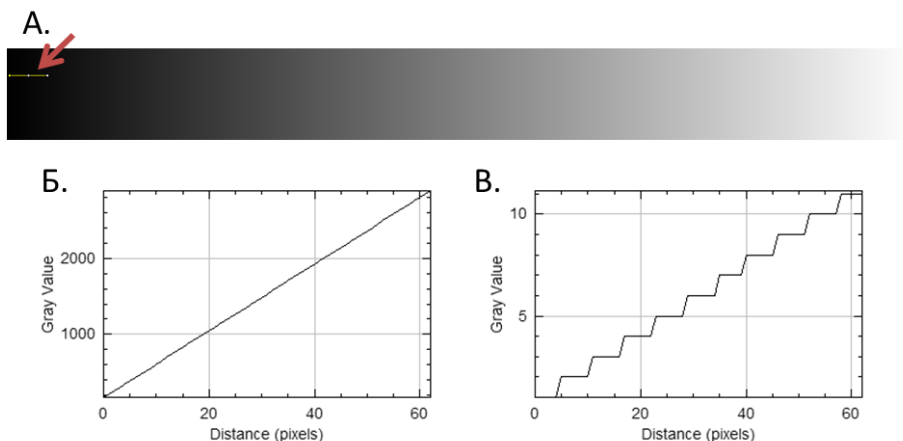 А.
Б.
Gray Value
2000
1000
0
20
40
60
Distance (pixels)
В.
Gray Value
10
5
0
20
40
60
Distance (pixels)